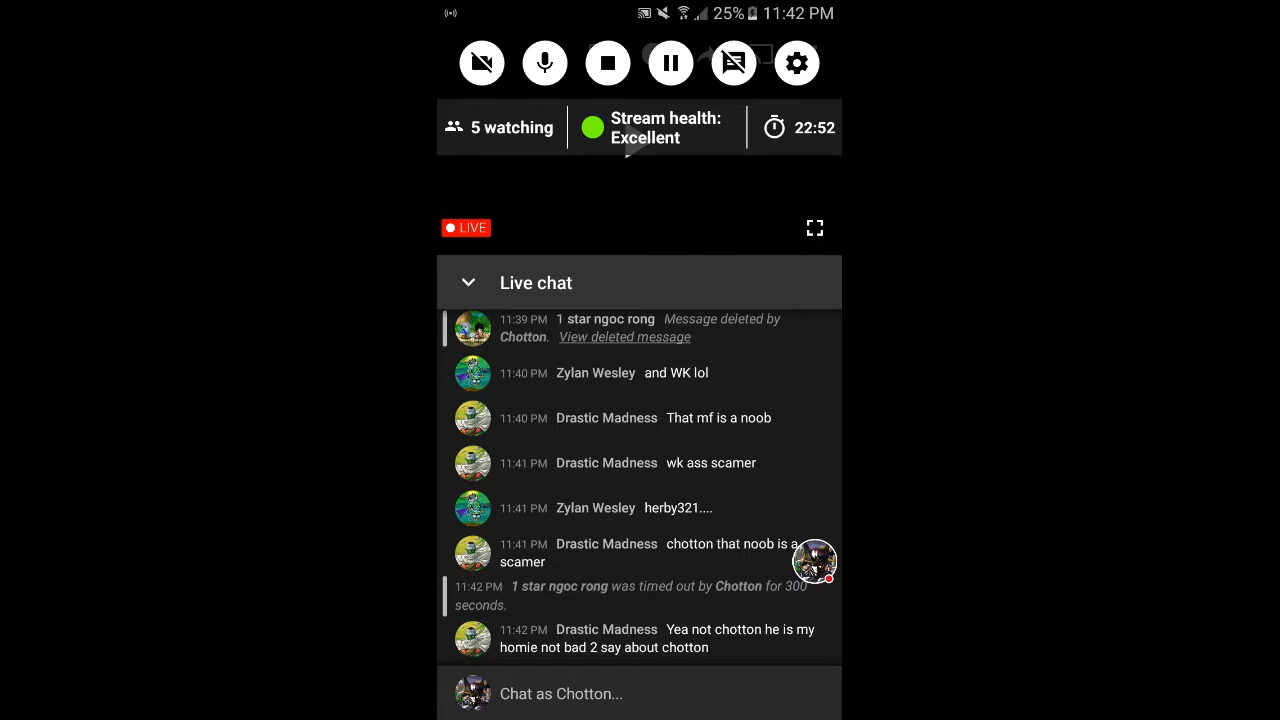 25% 11:42 PM
5 watching
Stream health:
Excellent
22:52
LIVE
Live chat
11:39 PM 1 star ngoc rong Message deleted by
Chotton. View deleted message
11:40 PM Zylan Wesley and WK lol
11:40 PM Drastic Madness That mf is a noob
11:41 PM Drastic Madness wk ass scamer
11:41 PM Zylan Wesley herby321....
11:41 PM Drastic Madness chotton that noob is a
scamer
11:42 PM 1 star ngoc rong was timed out by Chotton for 300
seconds.
11:42 PM Drastic Madness Yea not chotton he is my
homie not bad 2 say about chotton
Chat as Chotton...